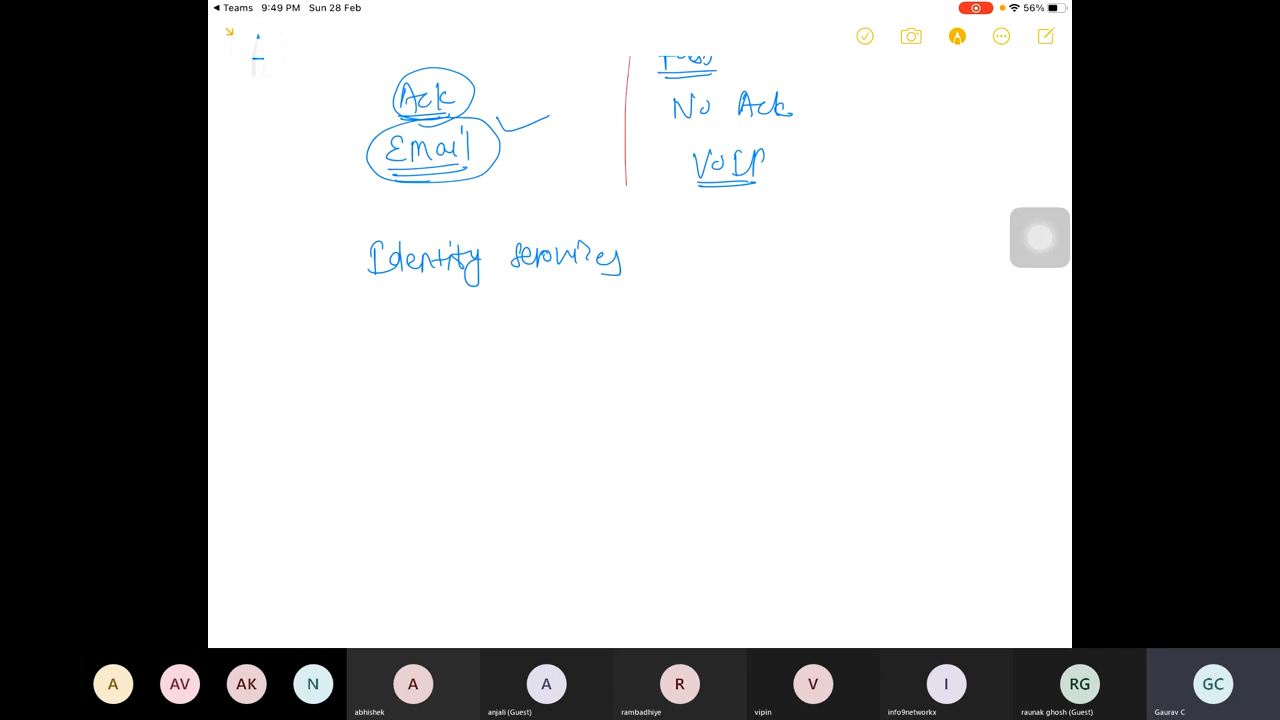 Teams 9:49 PM Sun 28 Feb 56%
Ack
Email
No Ack
VOIP
Identity services
A AV AK N A A R V I RG GC
abhishek anjali (Guest) rambadhiye vipin info9networkx raunak ghosh (Guest) Gaurav C